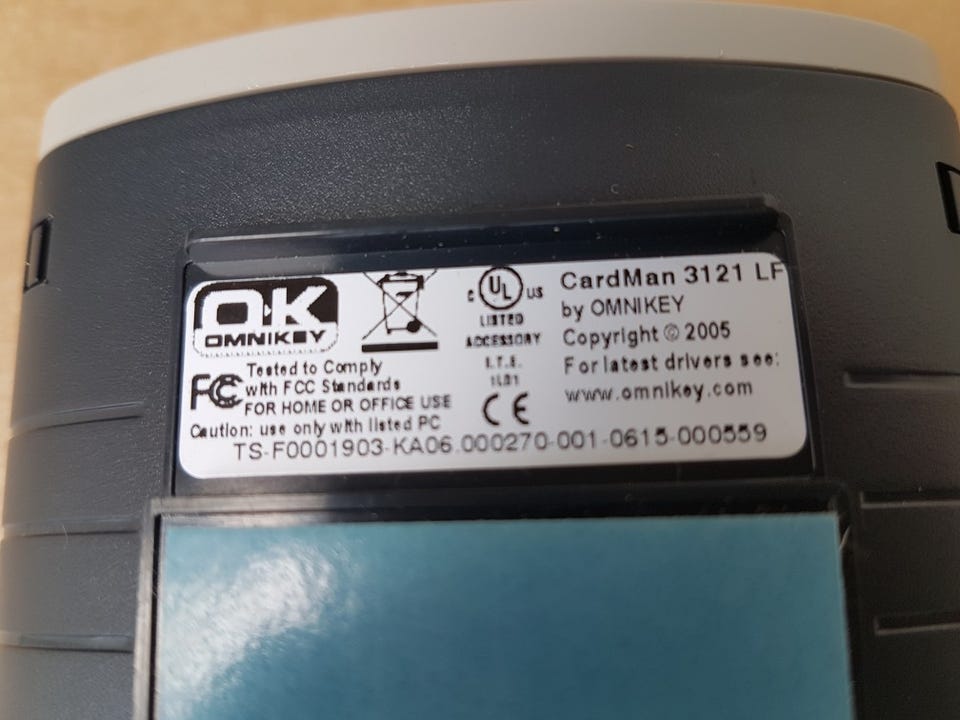 OK
OMNIKEY
Tested to Comply
FC with FCC Standards
FOR HOME OR OFFICE USE
Caution: use only with listed PC
C UL US
LISTED
ACCESSORY
I.T.E.
CE
CardMan 3121 LF
by OMNIKEY
Copyright © 2005
For latest drivers see:
www.omnikey.com
TS-F0001903-KA06.000270-001-0615-000559